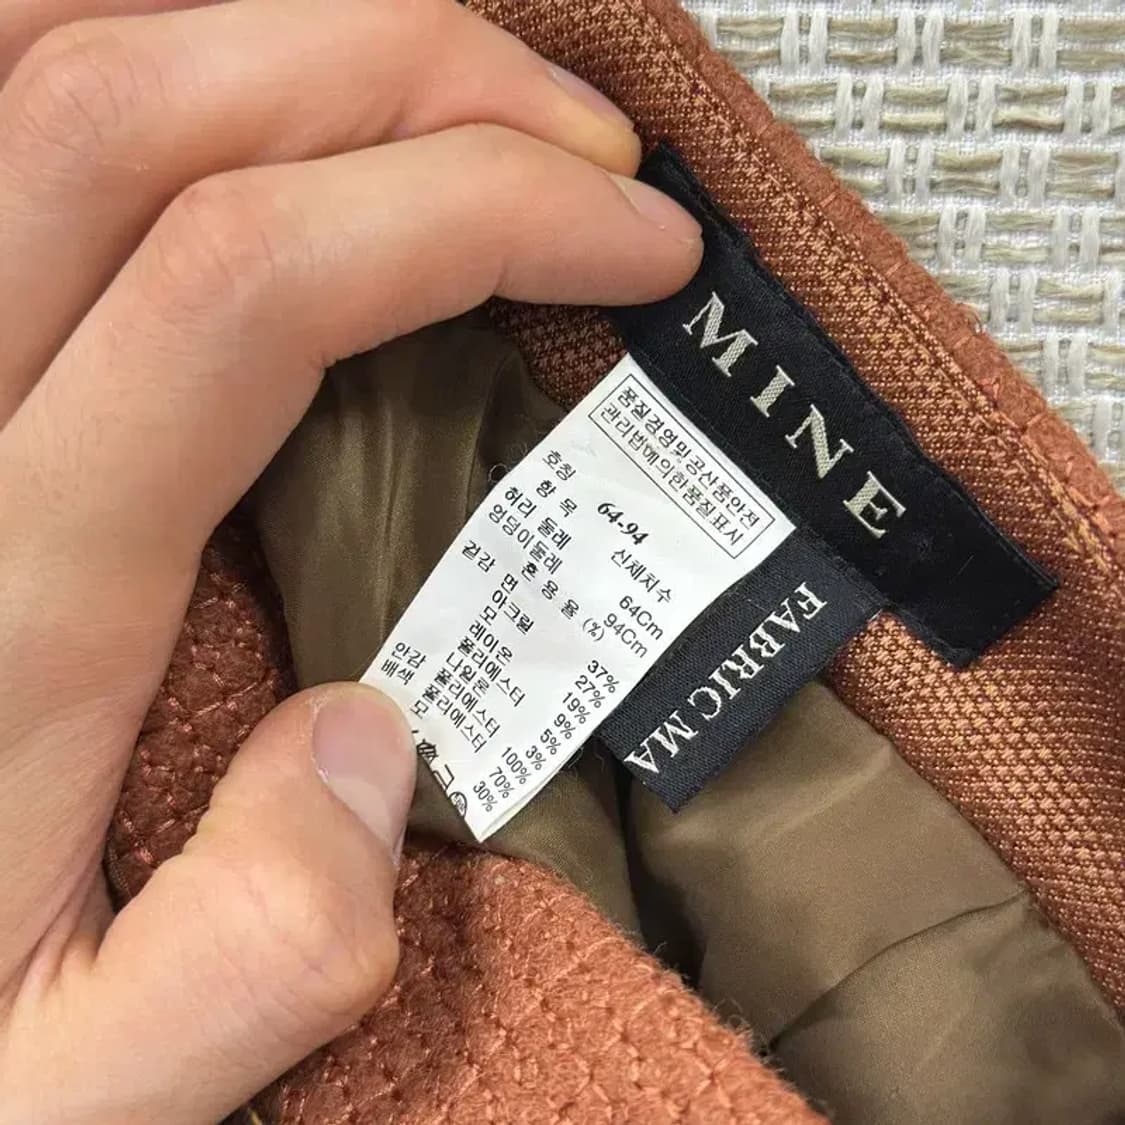 MINE
FABRIC MA
품질경영및공산품안전
관리법에의한품질표시
호칭 64-94
항 목 신체치수
허리 둘레 64Cm
엉덩이둘레 94Cm
혼 용 율 (%)
겉감 면 37%
아크릴 27%
모 19%
레이온 9%
폴리에스터 5%
나일론 3%
안감 폴리에스터 100%
배색 폴리에스터 70%
모 30%